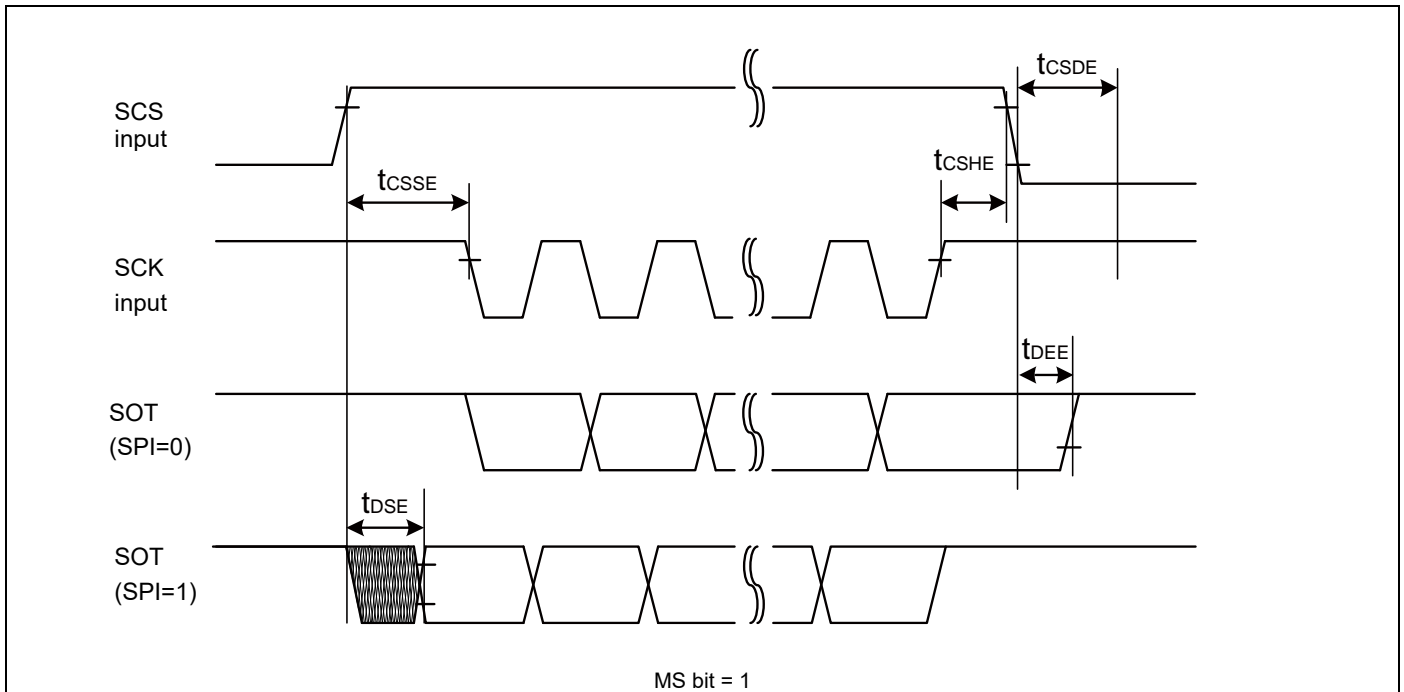 tCSDE
SCS
input
tCSHE
tCSSE
SCK
input
tDEE
SOT
(SPI=0)
tDSE
SOT
(SPI=1)
MS bit = 1